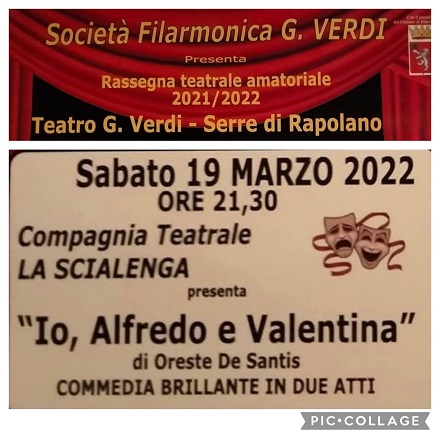 Società Filarmonica G. VERDI
Presenta
Rassegna teatrale amatoriale
2021/2022
Teatro G. Verdi - Serre di Rapolano
Sabato 19 MARZO 2022
ORE 21,30
Compagnia Teatrale
LA SCIALENGA
presenta
“Io, Alfredo e Valentina”
di Oreste De Santis
COMMEDIA BRILLANTE IN DUE ATTI
PIC•COLLAGE